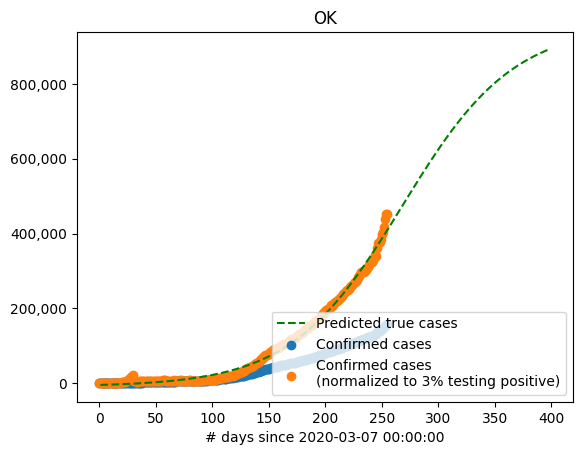 OK
800,000
600,000
400,000
200,000
0
Predicted true cases
Confirmed cases
Confirmed cases
(normalized to 3% testing positive)
0 50 100 150 200 250 300 350 400
# days since 2020-03-07 00:00:00